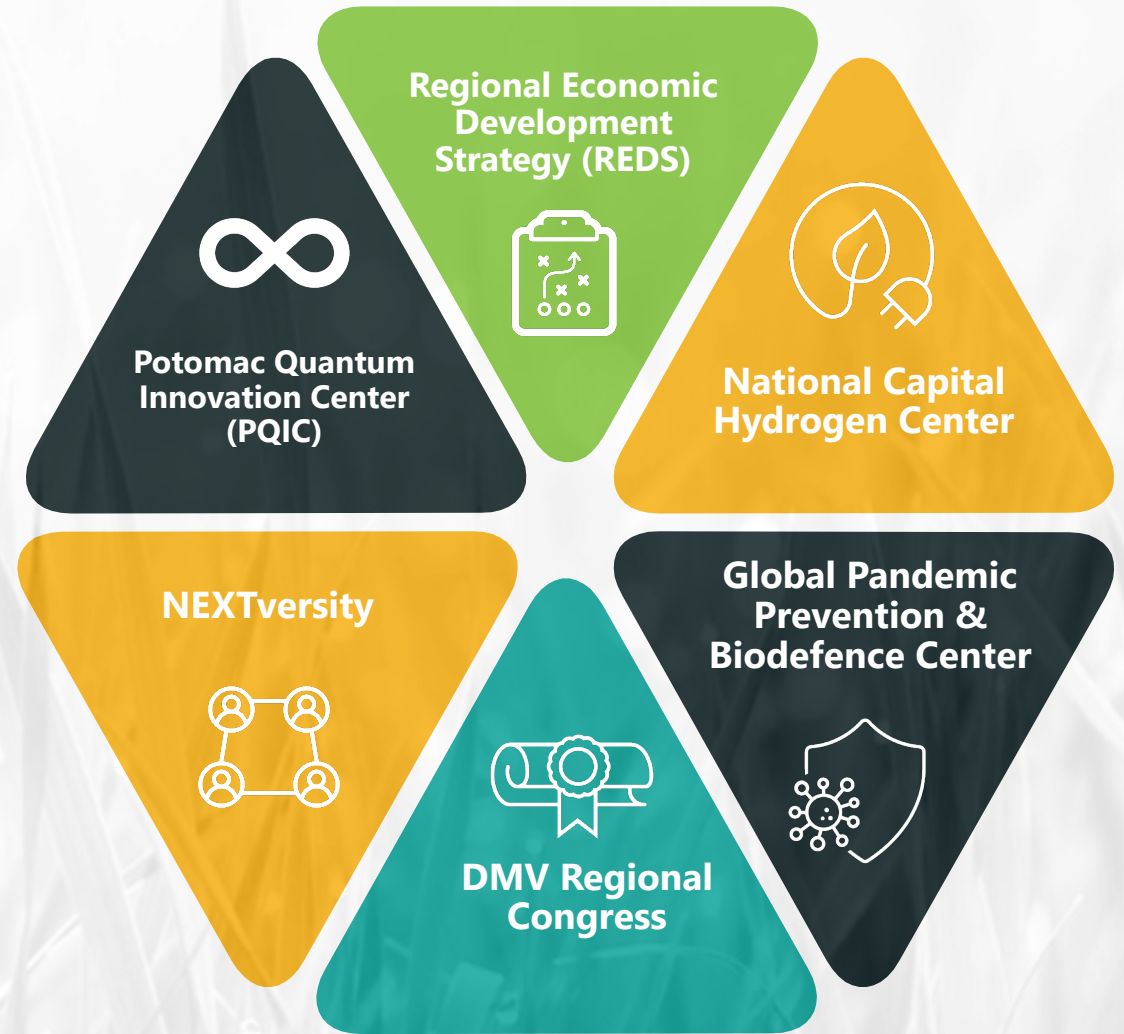 Regional Economic
Development
Strategy (REDS)
Potomac Quantum
Innovation Center
(PQIC)
National Capital
Hydrogen Center
NEXTversity
Global Pandemic
Prevention &
Biodefence Center
DMV Regional
Congress